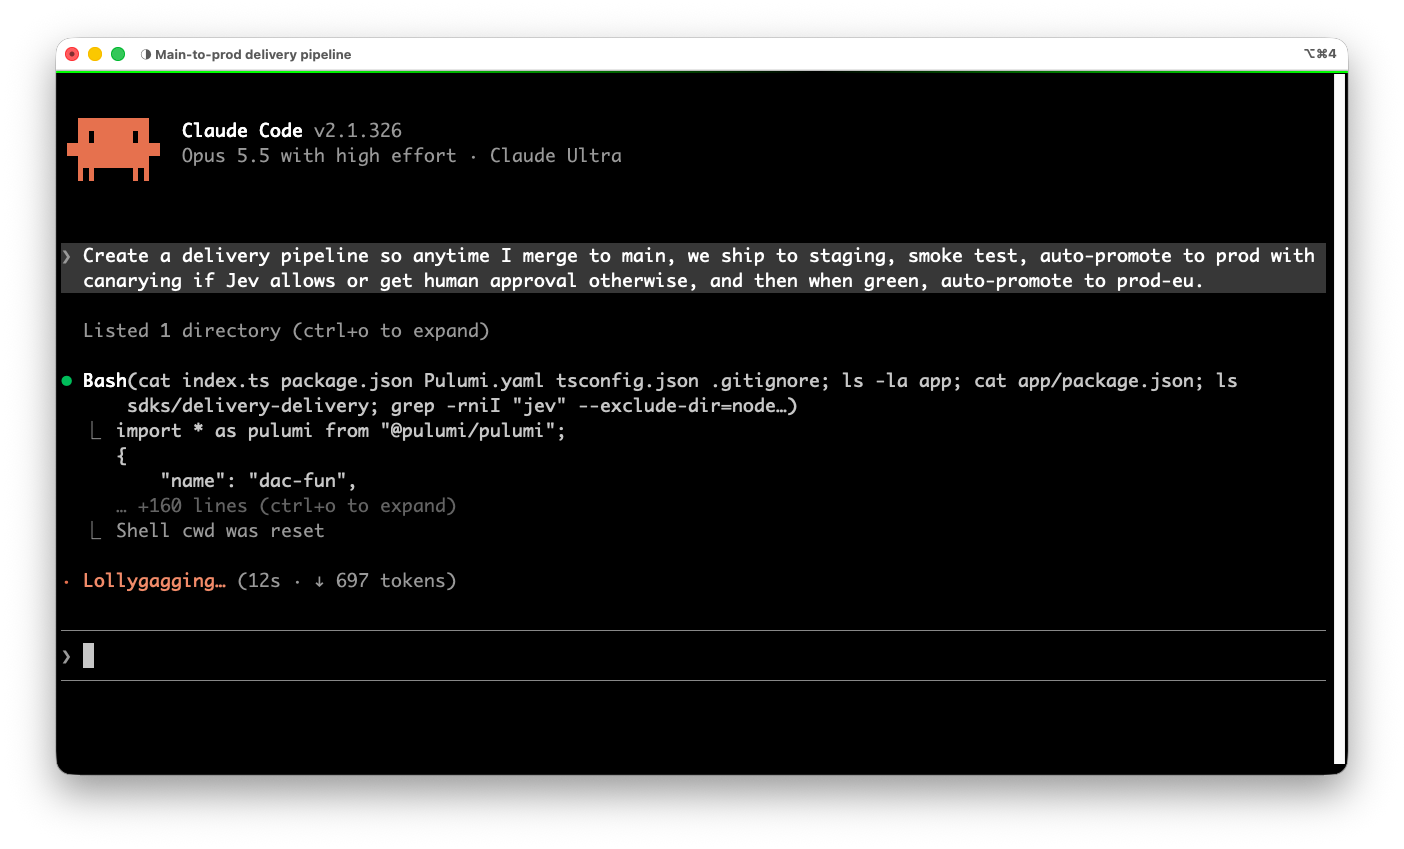 ◑ Main-to-prod delivery pipeline
⌥⌘4
Claude Code v2.1.326
Opus 5.5 with high effort · Claude Ultra
❯ Create a delivery pipeline so anytime I merge to main, we ship to staging, smoke test, auto-promote to prod with
canarying if Jev allows or get human approval otherwise, and then when green, auto-promote to prod-eu.
Listed 1 directory (ctrl+o to expand)
● Bash(cat index.ts package.json Pulumi.yaml tsconfig.json .gitignore; ls -la app; cat app/package.json; ls
sdks/delivery-delivery; grep -rniI "jev" --exclude-dir=node…)
⎿ import * as pulumi from "@pulumi/pulumi";
{
"name": "dac-fun",
… +160 lines (ctrl+o to expand)
⎿ Shell cwd was reset
· Lollygagging… (12s · ↓ 697 tokens)
❯